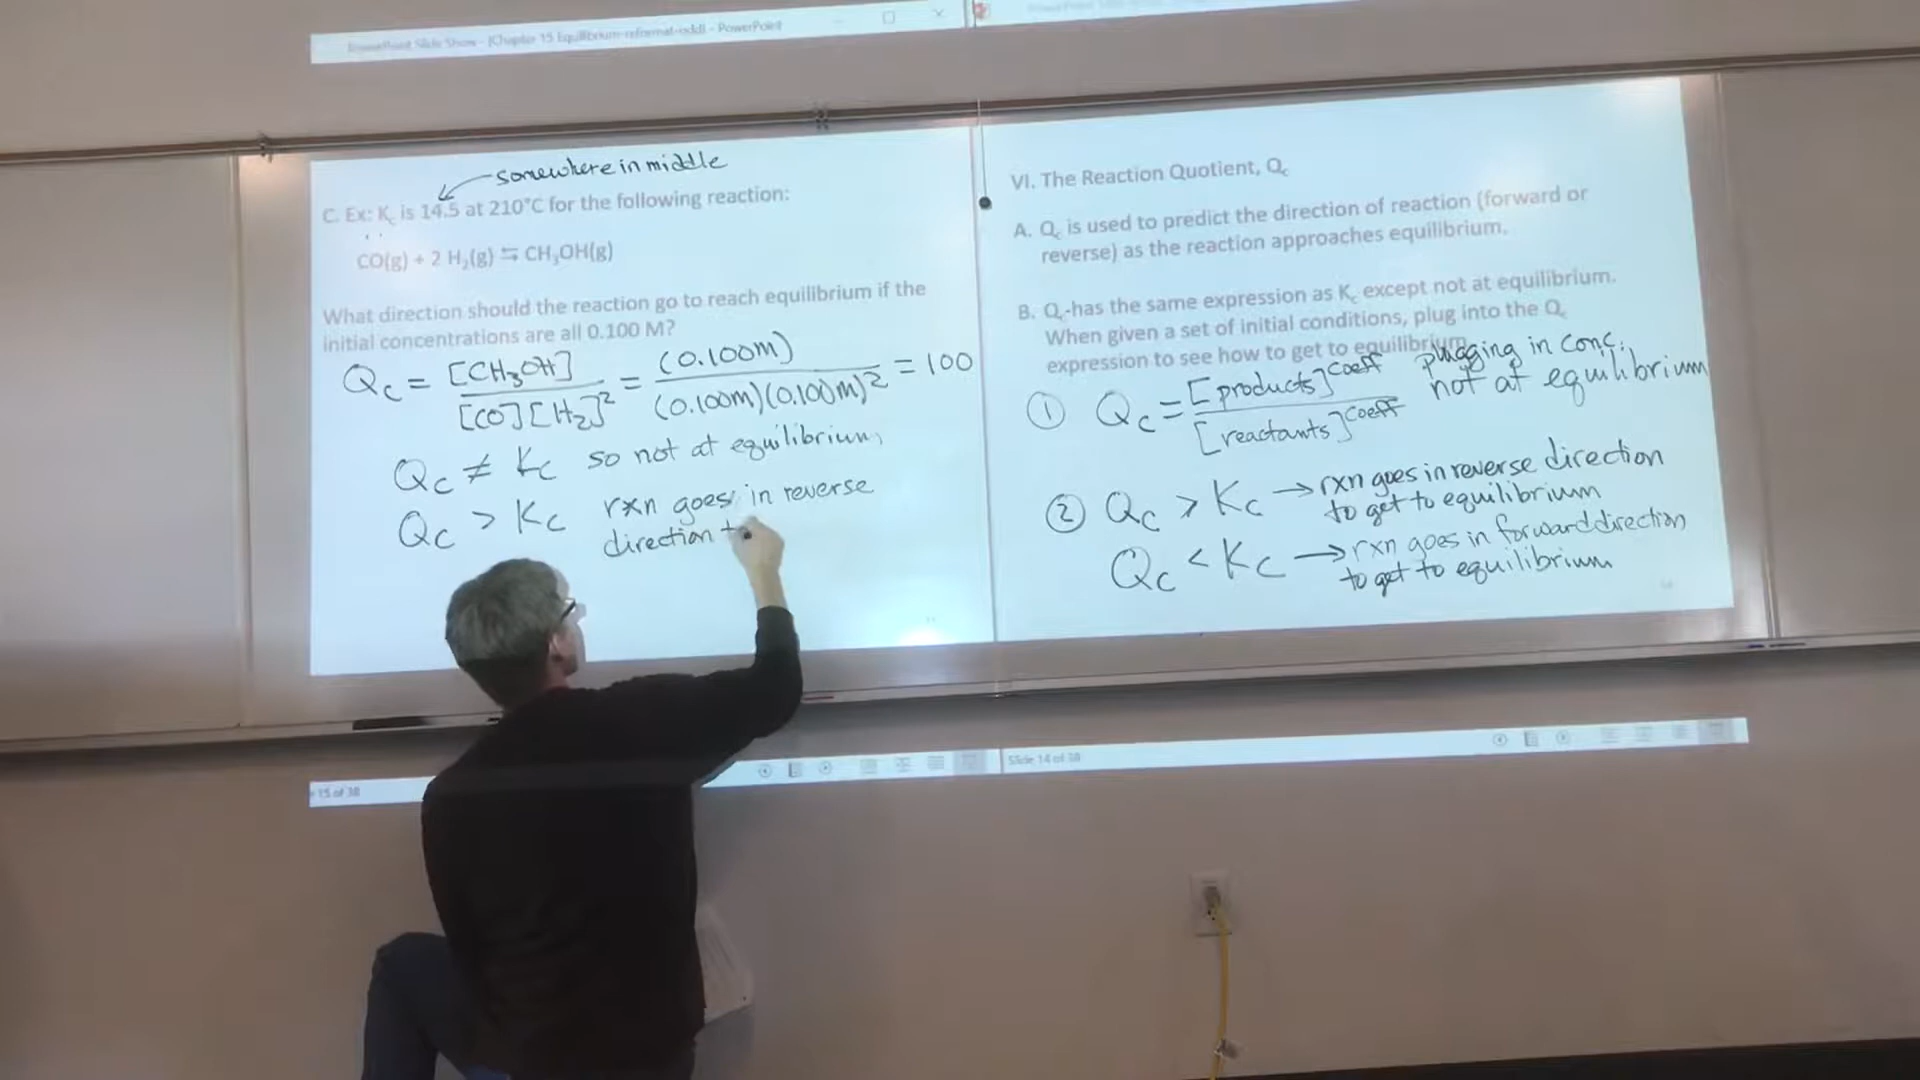 PowerPoint Slide Show - [Chapter 15 Equilibrium-reformat-odd] - PowerPoint
somewhere in middle
C. Ex: Kc is 14.5 at 210°C for the following reaction:
CO(g) + 2 H₂(g) ⇆ CH₃OH(g)
What direction should the reaction go to reach equilibrium if the
initial concentrations are all 0.100 M?
Qc = [CH₃OH] / [CO][H₂]² = (0.100M) / (0.100M)(0.100M)² = 100
Qc ≠ Kc so not at equilibrium,
Qc > Kc rxn goes in reverse
direction to
15 of 38
VI. The Reaction Quotient, Qc
A. Qc is used to predict the direction of reaction (forward or
reverse) as the reaction approaches equilibrium.
B. Qc-has the same expression as Kc except not at equilibrium.
When given a set of initial conditions, plug into the Qc
expression to see how to get to equilibrium.
① Qc = [products]^coeff / [reactants]^coeff plugging in conc.
not at equilibrium
② Qc > Kc → rxn goes in reverse direction
to get to equilibrium
Qc < Kc → rxn goes in forward direction
to get to equilibrium
Slide 14 of 38